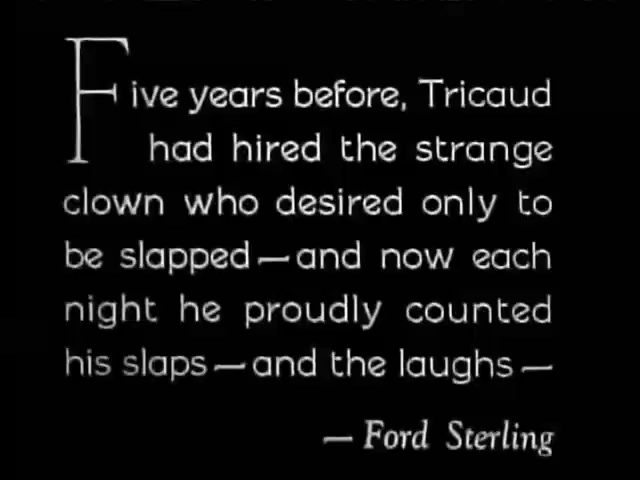 Five years before, Tricaud
had hired the strange
clown who desired only to
be slapped—and now each
night he proudly counted
his slaps—and the laughs—
— Ford Sterling